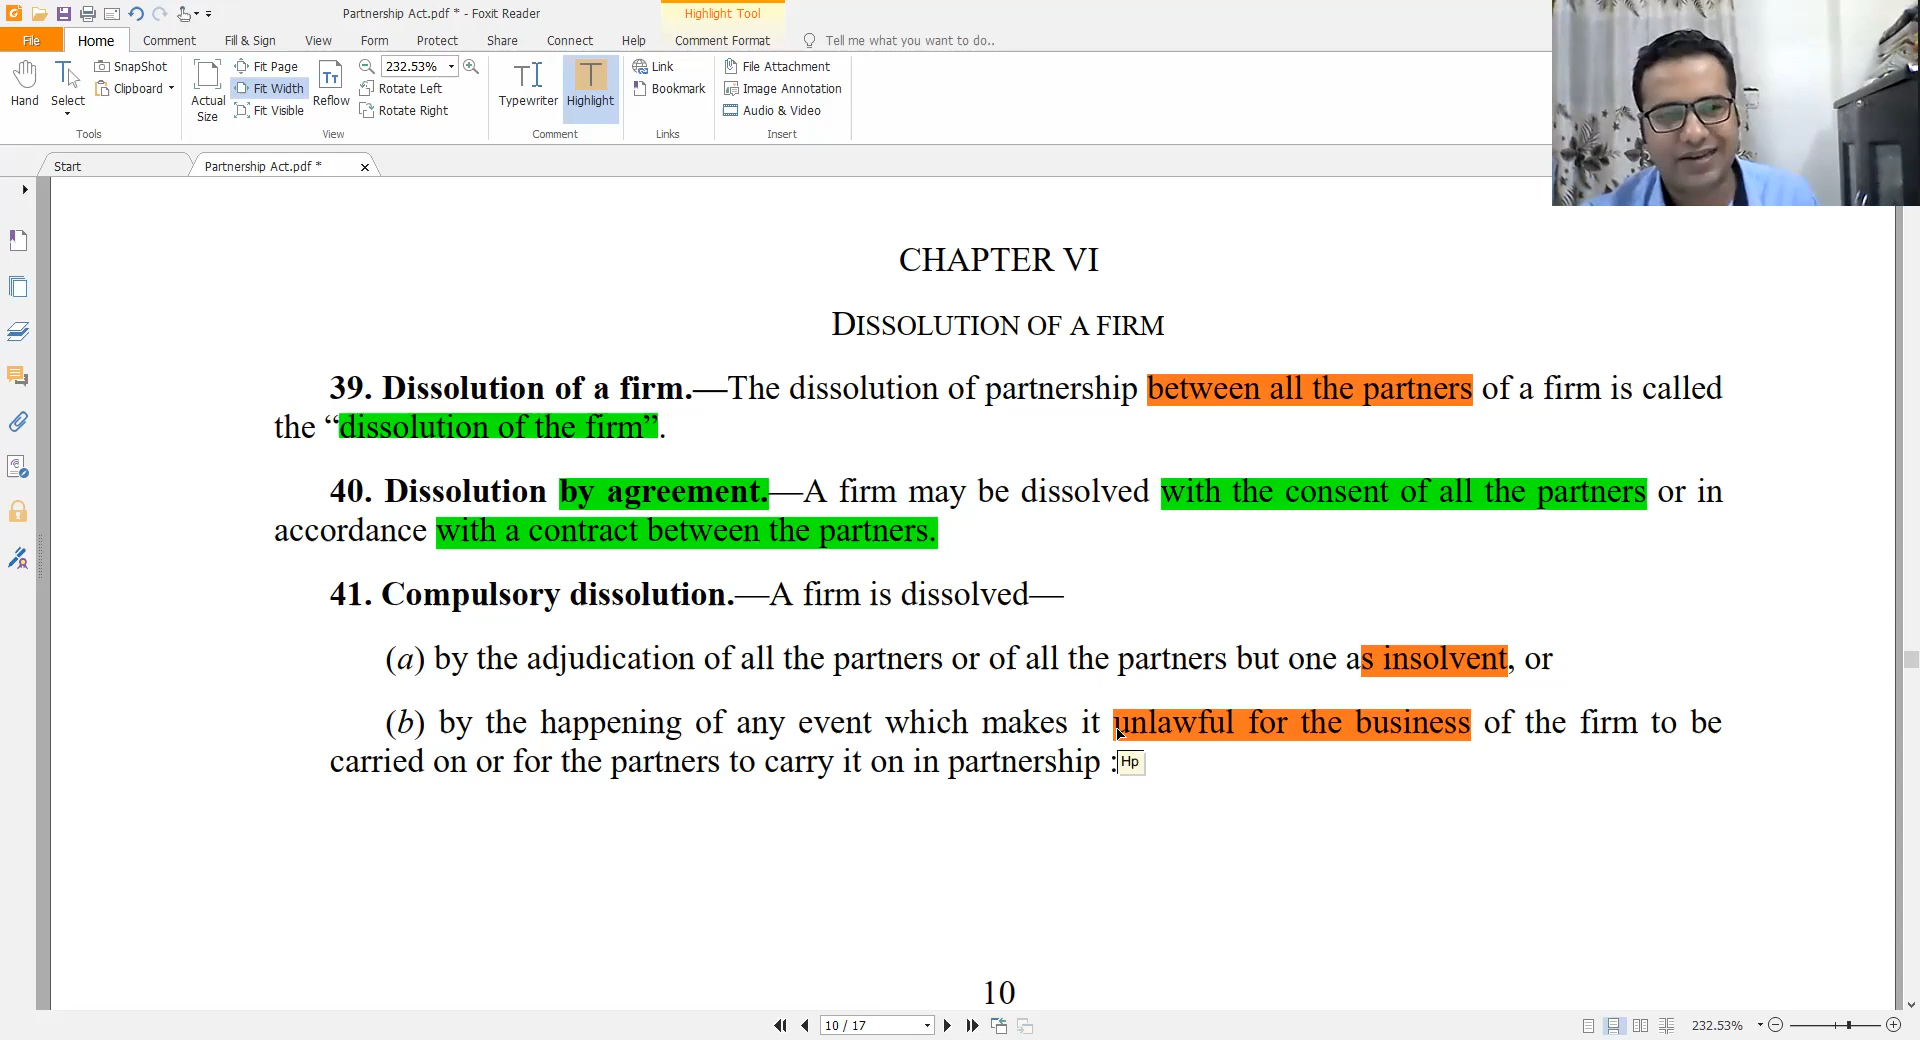 Partnership Act.pdf * - Foxit Reader
Highlight Tool
File Home Comment Fill & Sign View Form Protect Share Connect Help Comment Format Tell me what you want to do..
Hand
Select
SnapShot
Clipboard
Tools
Actual Size
Fit Page
Fit Width
Fit Visible
Reflow
232.53%
Rotate Left
Rotate Right
View
Typewriter
Highlight
Comment
Link
Bookmark
Links
File Attachment
Image Annotation
Audio & Video
Insert
Start
Partnership Act.pdf *
CHAPTER VI
DISSOLUTION OF A FIRM
39. Dissolution of a firm.—The dissolution of partnership between all the partners of a firm is called
the “dissolution of the firm”.
40. Dissolution by agreement.—A firm may be dissolved with the consent of all the partners or in
accordance with a contract between the partners.
41. Compulsory dissolution.—A firm is dissolved—
(a) by the adjudication of all the partners or of all the partners but one as insolvent, or
(b) by the happening of any event which makes it unlawful for the business of the firm to be
carried on or for the partners to carry it on in partnership :
Hp
10
10 / 17
232.53%